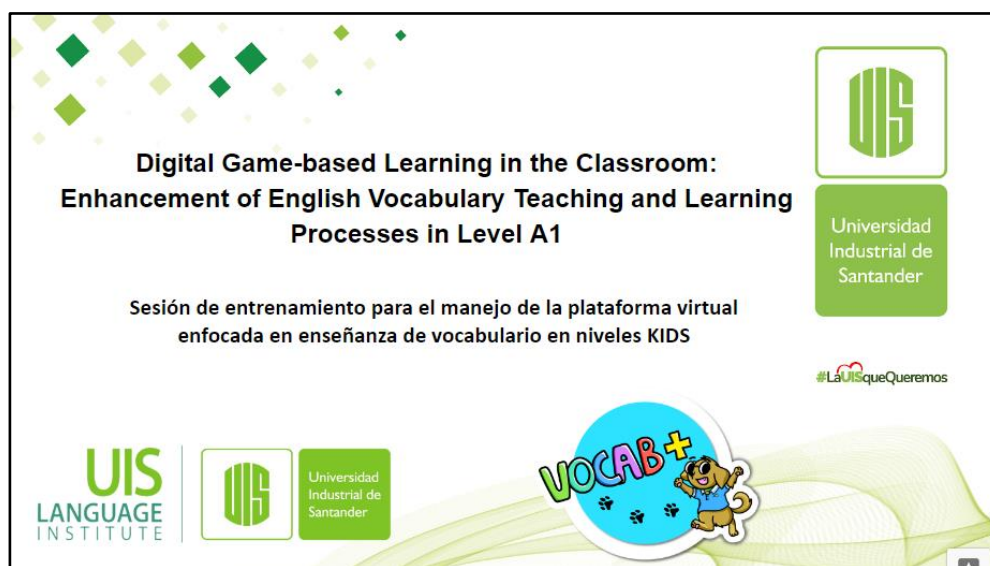 UIS
Digital Game-based Learning in the Classroom:
Enhancement of English Vocabulary Teaching and Learning
Processes in Level A1
Universidad
Industrial de
Santander
Sesión de entrenamiento para el manejo de la plataforma virtual
enfocada en enseñanza de vocabulario en niveles KIDS
#LaUISqueQueremos
UIS
LANGUAGE
INSTITUTE
UIS
Universidad
Industrial de
Santander
VOCAB+